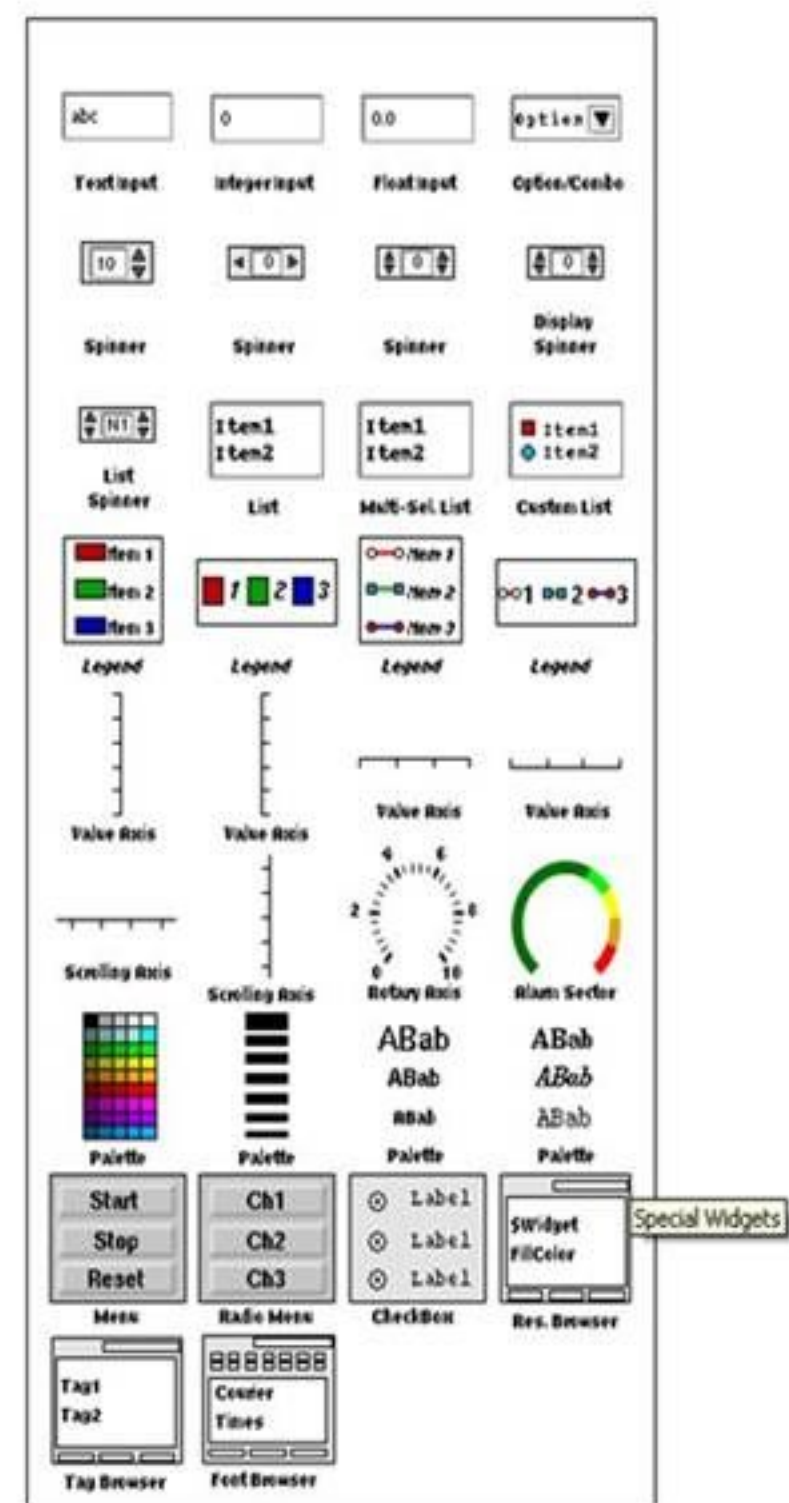 abc 0 0.0 Option
Text Input Integer Input Float Input Option/Combo
10 0 0 0
Spinner Spinner Spinner Display
Spinner
N1 Item1 Item1 Item1
Item2 Item2 Item2
List
Spinner List Multi-Sel. List Custom List
Item 1 Item 1
Item 2 1 2 3 Item 2 1 2 3
Item 3 Item 3
Legend Legend Legend Legend
Value Axis Value Axis Value Axis Value Axis
4 6
2 8
0 10
Scrolling Axis Scrolling Axis Rotary Axis Alarm Sector
ABab ABab
ABab ABab
ABab ABab
Palette Palette Palette Palette
Start Ch1 Label $Widget
Stop Ch2 Label FillColor
Reset Ch3 Label
Special Widgets
Menu Radio Menu CheckBox Res. Browser
Tag1 Courier
Tag2 Times
Tag Browser Font Browser